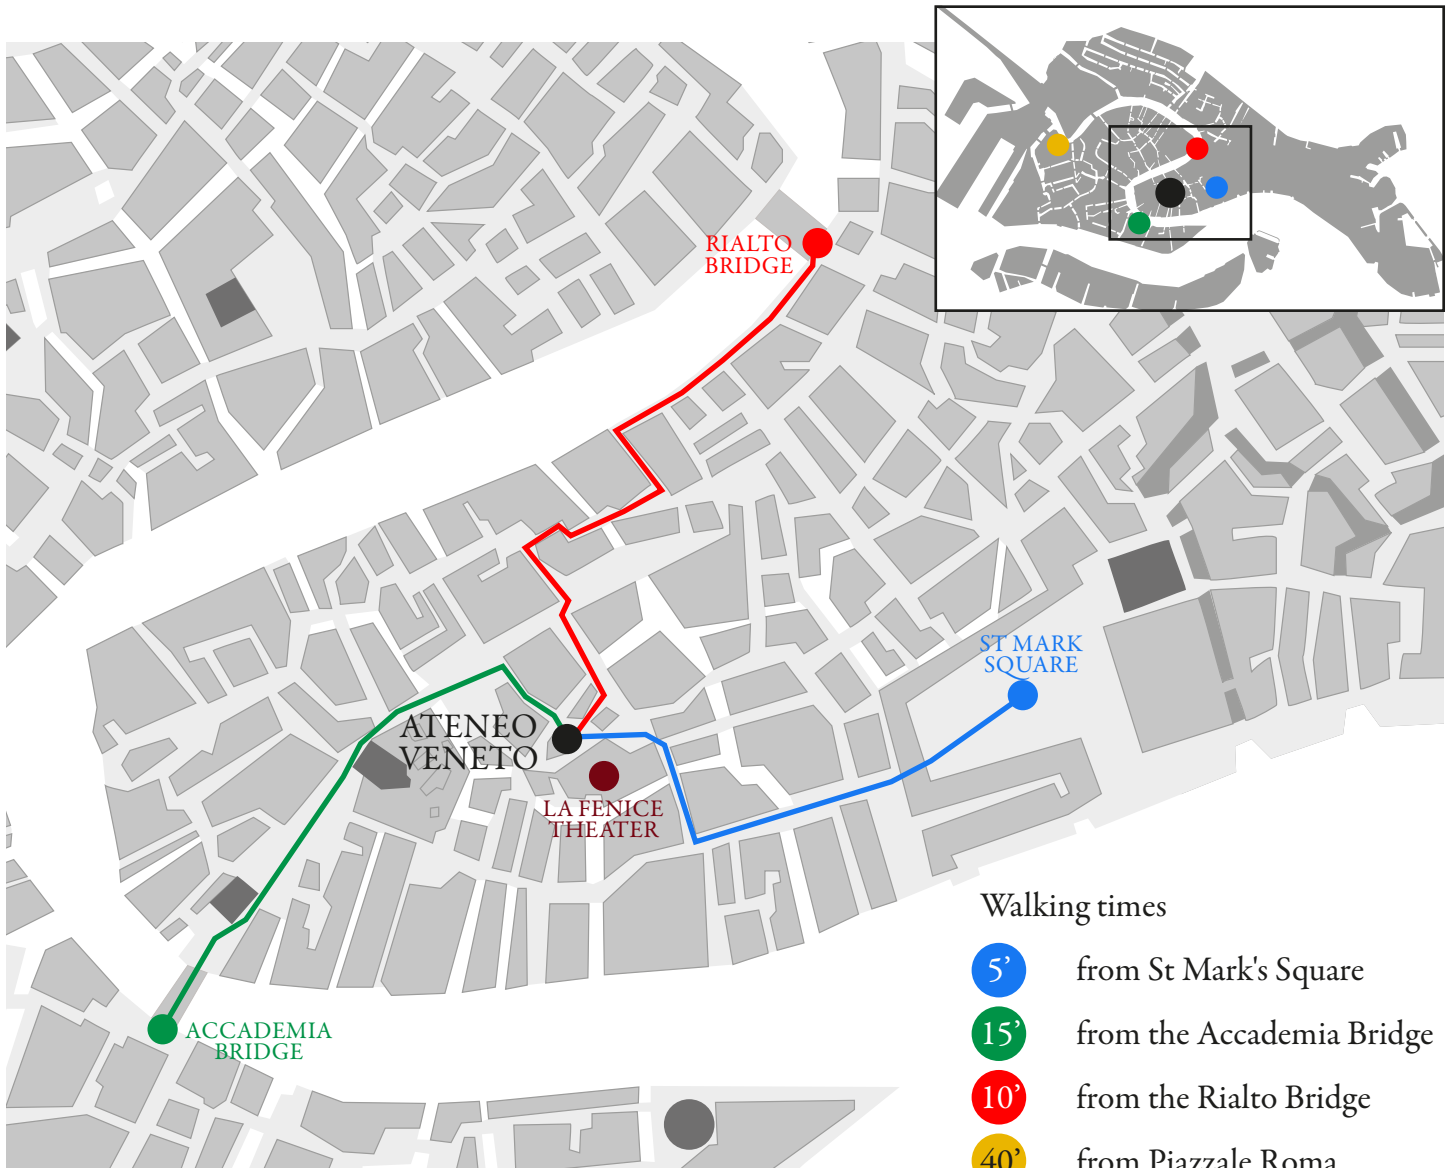 RIALTO
BRIDGE
ST MARK
SQUARE
ATENEO
VENETO
LA FENICE
THEATER
ACCADEMIA
BRIDGE
Walking times
5’ from St Mark's Square
15’ from the Accademia Bridge
10’ from the Rialto Bridge
40’ from Piazzale Roma